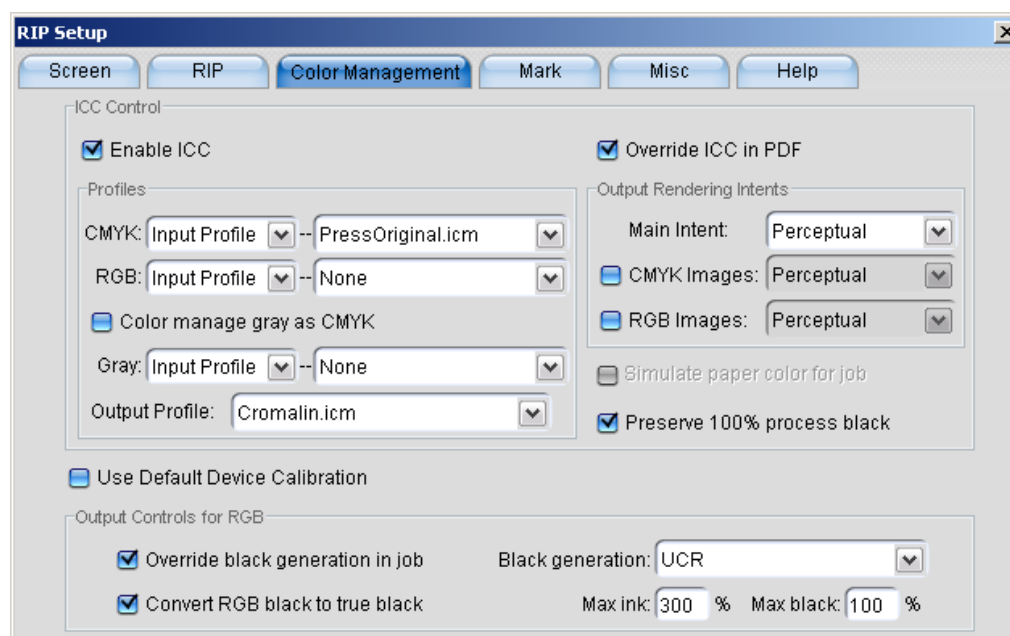 RIP Setup
Screen RIP Color Management Mark Misc Help
ICC Control
Enable ICC
Override ICC in PDF
Profiles
CMYK: Input Profile -- PressOriginal.icm
RGB: Input Profile -- None
Color manage gray as CMYK
Gray: Input Profile -- None
Output Profile: Cromalin.icm
Output Rendering Intents
Main Intent: Perceptual
CMYK Images: Perceptual
RGB Images: Perceptual
Simulate paper color for job
Preserve 100% process black
Use Default Device Calibration
Output Controls for RGB
Override black generation in job Black generation: UCR
Convert RGB black to true black Max ink: 300 % Max black: 100 %